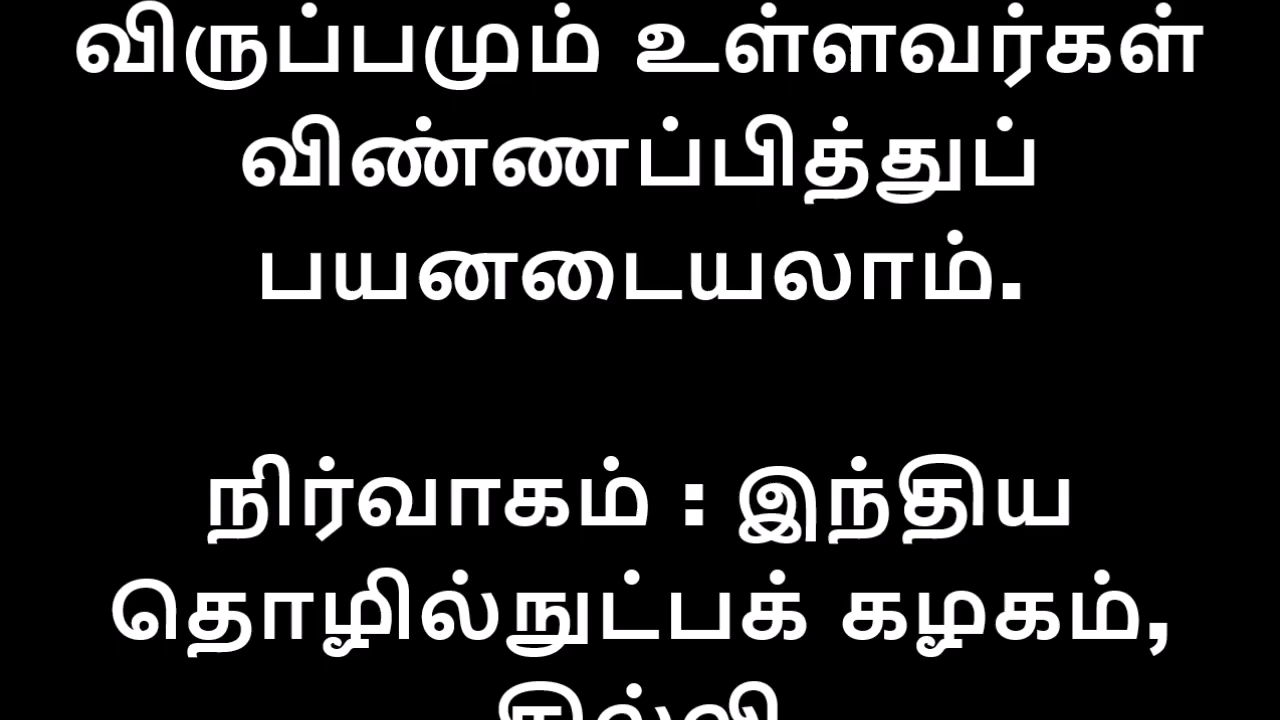 விருப்பமும் உள்ளவர்கள்
விண்ணப்பித்துப்
பயனடையலாம்.
நிர்வாகம் : இந்திய
தொழில்நுட்பக் கழகம்,